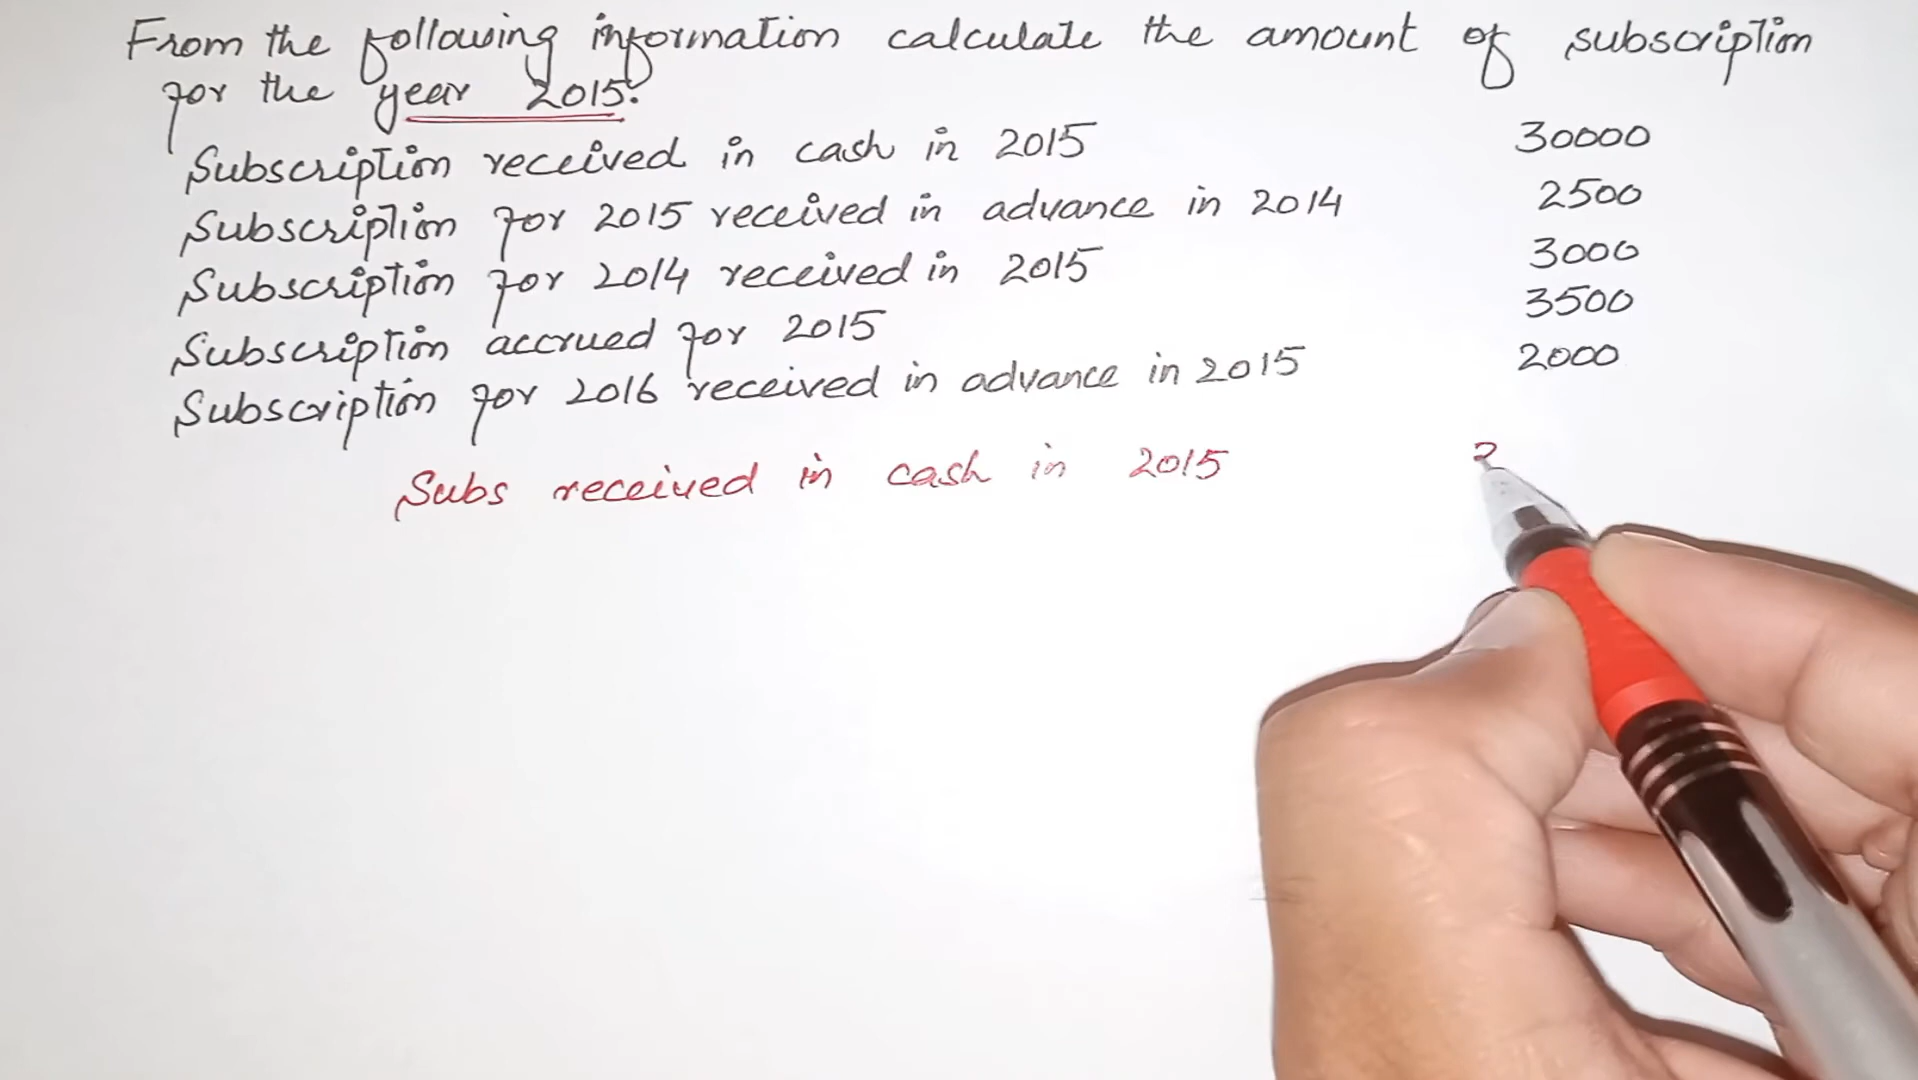 From the following information calculate the amount of subscription
for the year 2015.
Subscription received in cash in 2015 30000
Subscription for 2015 received in advance in 2014 2500
Subscription for 2014 received in 2015 3000
Subscription accrued for 2015 3500
Subscription for 2016 received in advance in 2015 2000
Subs received in cash in 2015